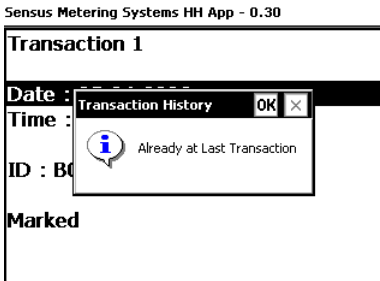 Sensus Metering Systems HH App - 0.30
Transaction 1
Date :
Transaction History OK
Time :
Already at Last Transaction
ID : B0
Marked